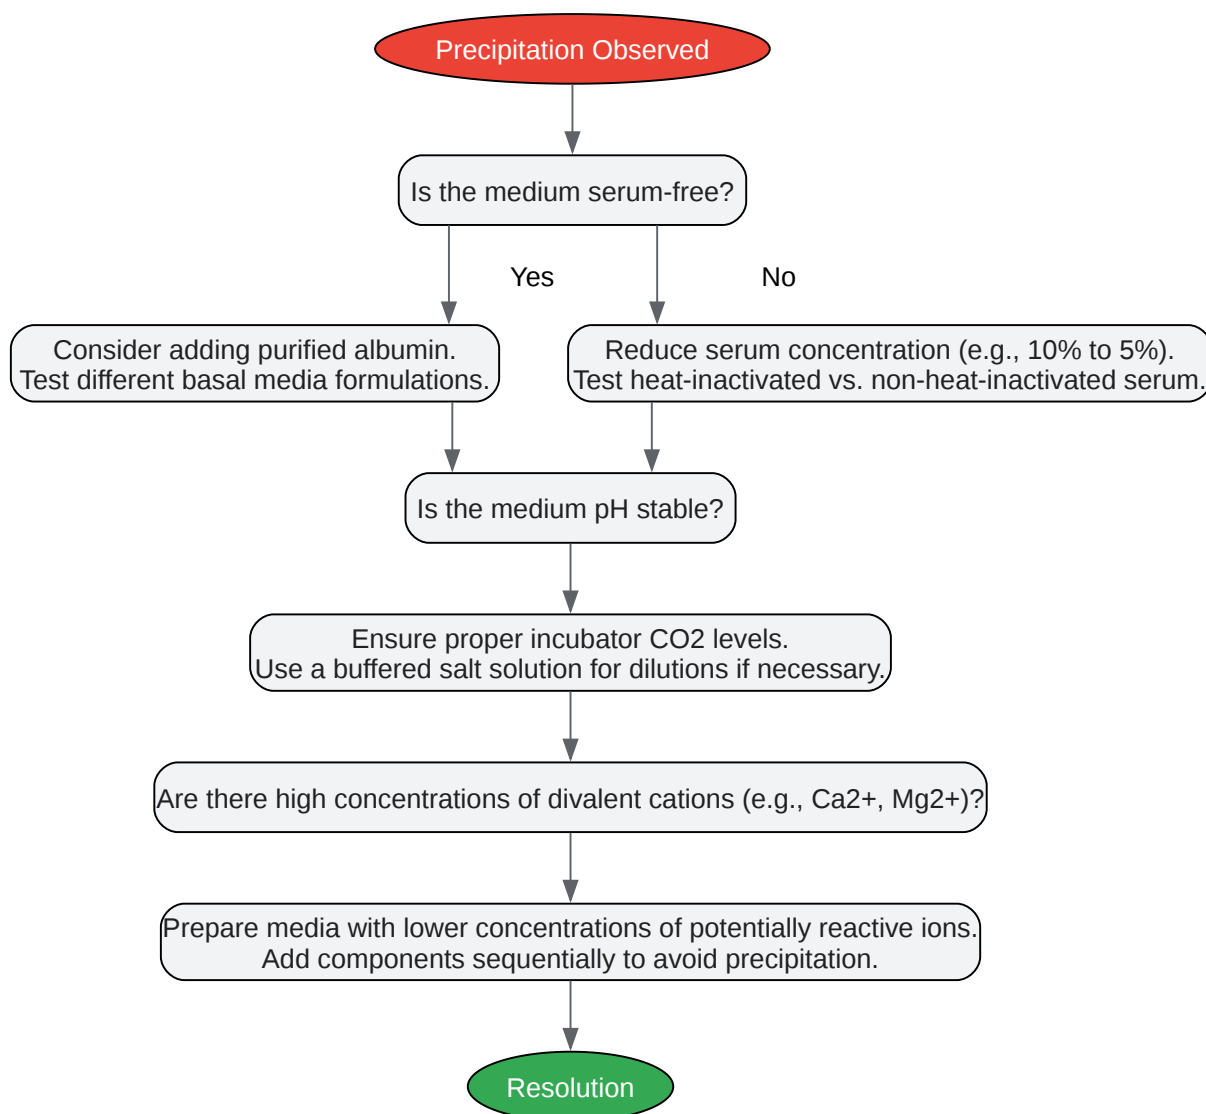 Precipitation Observed
Is the medium serum-free?
Yes
No
Consider adding purified albumin.
Test different basal media formulations.
Reduce serum concentration (e.g., 10% to 5%).
Test heat-inactivated vs. non-heat-inactivated serum.
Is the medium pH stable?
Ensure proper incubator CO2 levels.
Use a buffered salt solution for dilutions if necessary.
Are there high concentrations of divalent cations (e.g., Ca2+, Mg2+)?
Prepare media with lower concentrations of potentially reactive ions.
Add components sequentially to avoid precipitation.
Resolution